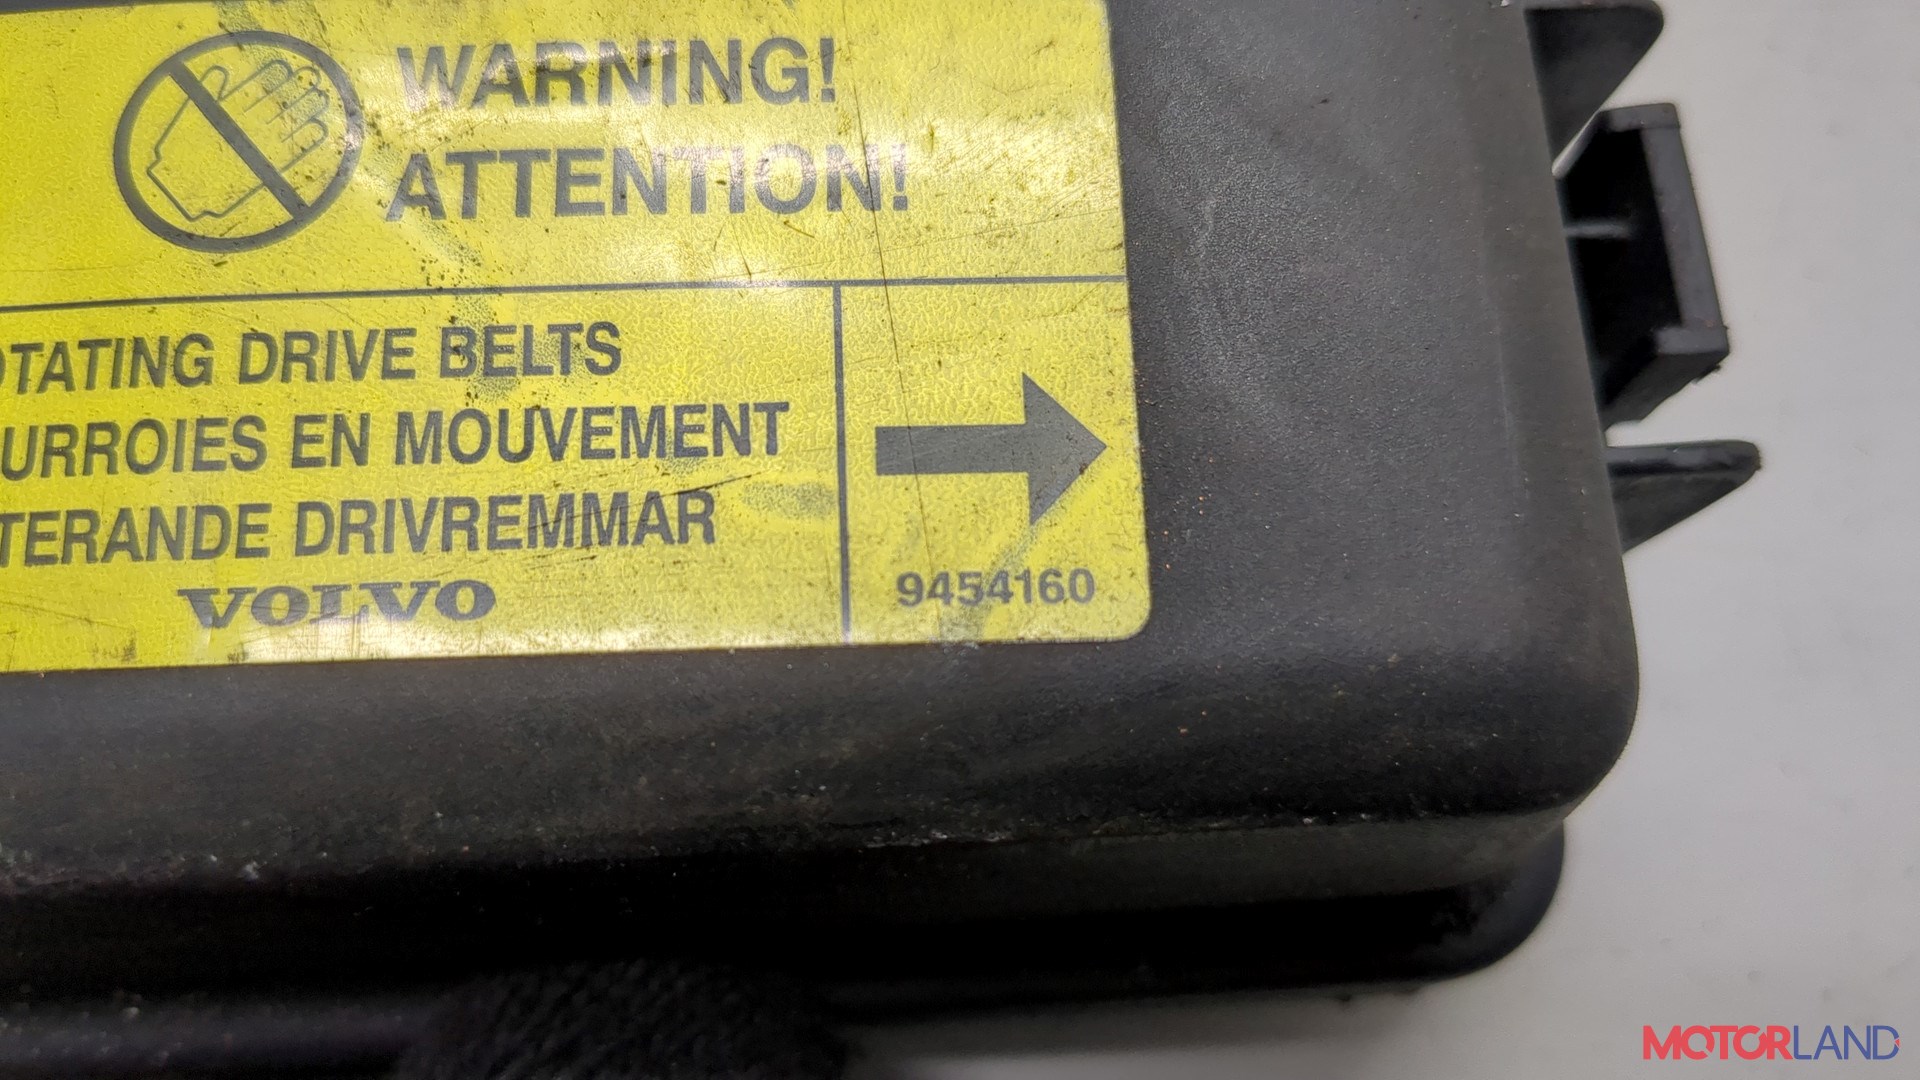 WARNING!
ATTENTION!
OTATING DRIVE BELTS
URROIES EN MOUVEMENT
TERANDE DRIVREMMAR
VOLVO
9454160
MOTORLAND